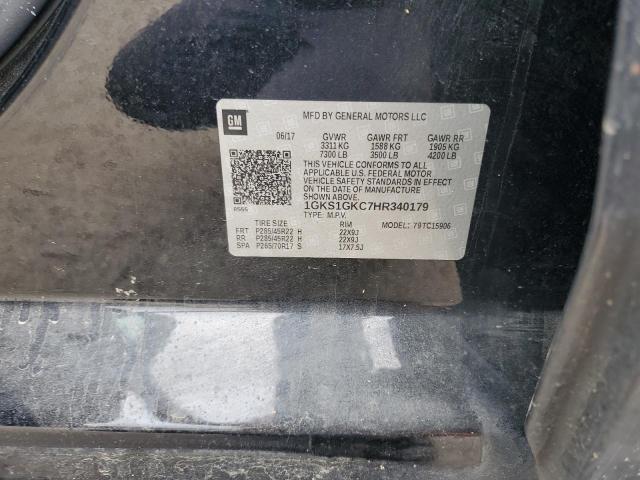 GM
MFD BY GENERAL MOTORS LLC
06/17 GVWR GAWR FRT GAWR RR
3311 KG 1588 KG 1905 KG
7300 LB 3500 LB 4200 LB
THIS VEHICLE CONFORMS TO ALL
APPLICABLE U.S. FEDERAL MOTOR
VEHICLE SAFETY STANDARDS IN EFFECT
ON THE DATE OF MANUFACTURE
SHOWN ABOVE.
1GKS1GKC7HR340179
TYPE: M.P.V. MODEL: 79TC15906
TIRE SIZE RIM
FRT P285/45R22 H 22X9J
RR P285/45R22 H 22X9J
SPA P265/70R17 S 17X7.5J